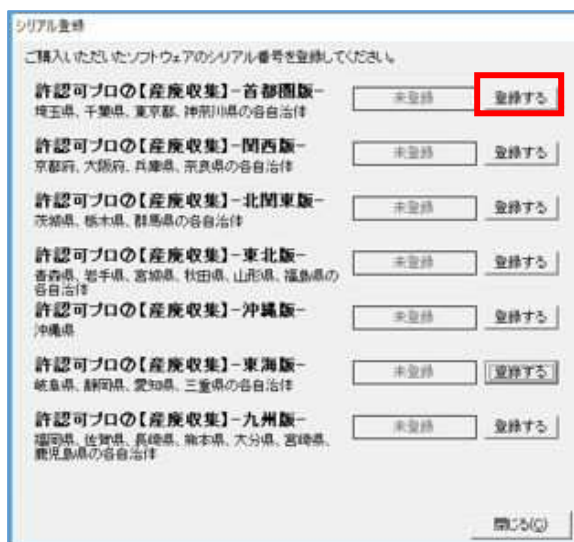 シリアル登録
ご購入いただいたソフトウェアのシリアル番号を登録してください。
許認可プロ②【産廃収集】-首都圏版-
埼玉県、千葉県、東京都、神奈川県の各自治体
未登録
登録する
許認可プロ②【産廃収集】-関西版-
京都府、大阪府、兵庫県、奈良県の各自治体
未登録
登録する
許認可プロ②【産廃収集】-北関東版-
茨城県、栃木県、群馬県の各自治体
未登録
登録する
許認可プロ②【産廃収集】-東北版-
青森県、岩手県、宮城県、秋田県、山形県、福島県の
各自治体
未登録
登録する
許認可プロ②【産廃収集】-沖縄版-
沖縄県
未登録
登録する
許認可プロ②【産廃収集】-東海版-
岐阜県、静岡県、愛知県、三重県の各自治体
未登録
登録する
許認可プロ②【産廃収集】-九州版-
福岡県、佐賀県、長崎県、熊本県、大分県、宮崎県、
鹿児島県の各自治体
未登録
登録する
閉じる(C)